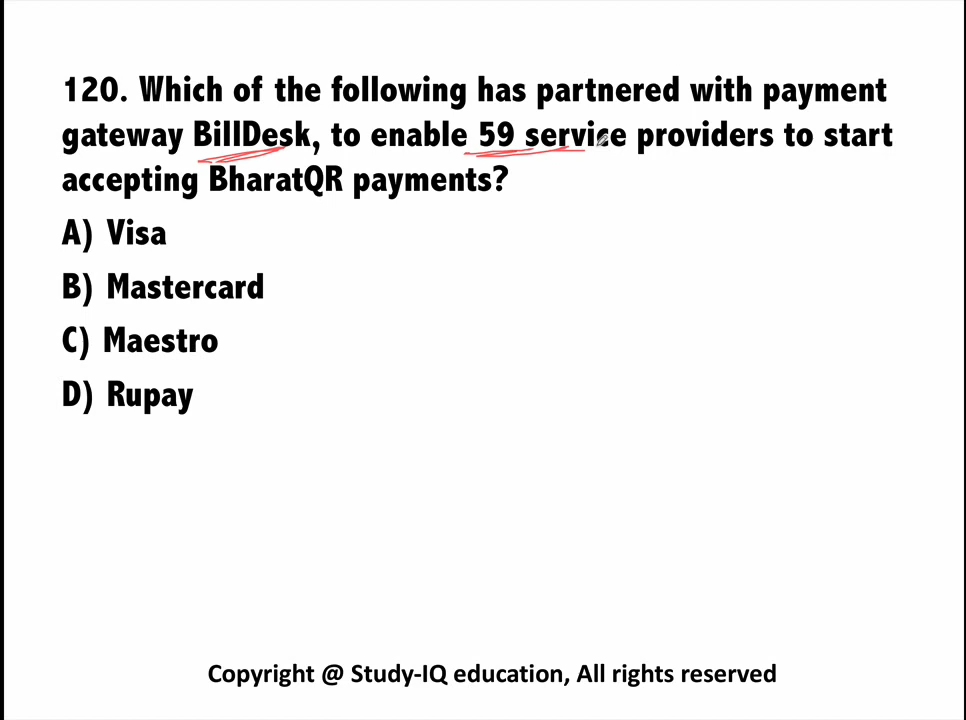 120. Which of the following has partnered with payment
gateway BillDesk, to enable 59 service providers to start
accepting BharatQR payments?
A) Visa
B) Mastercard
C) Maestro
D) Rupay
Copyright @ Study-IQ education, All rights reserved